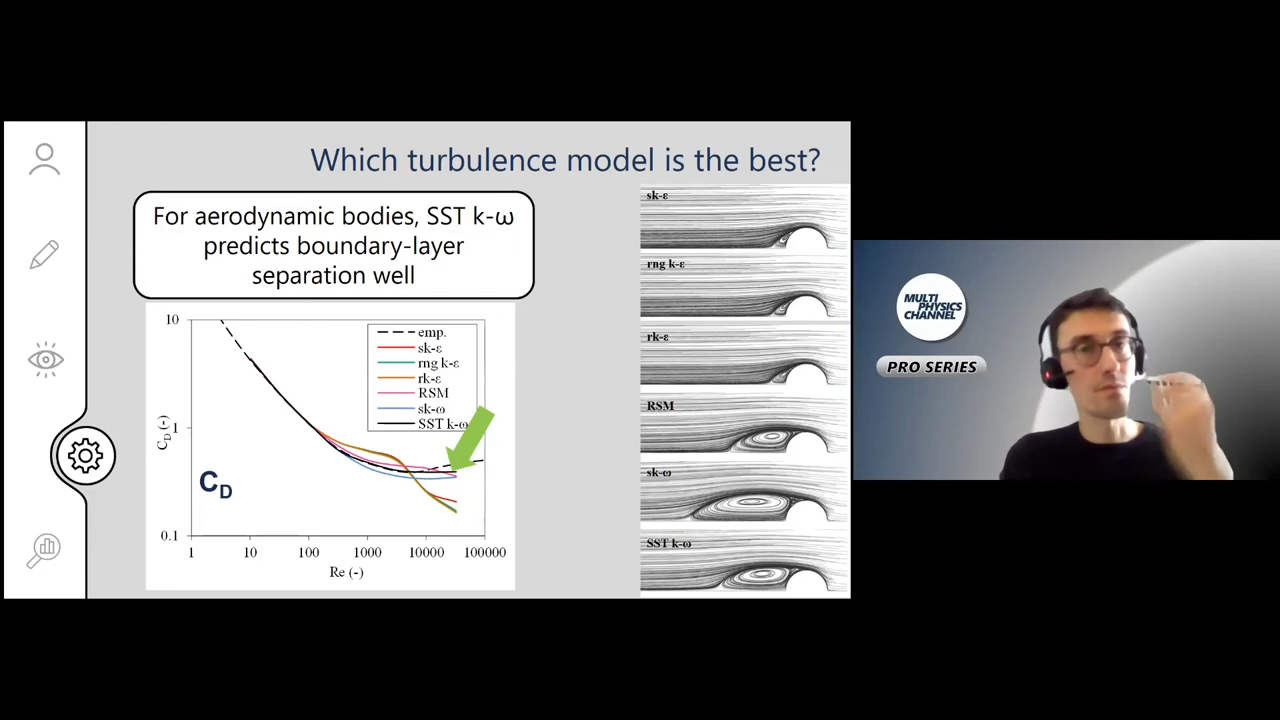 Which turbulence model is the best?
For aerodynamic bodies, SST k-ω
predicts boundary-layer
separation well
10
1
0.1
C_D (-)
C_D
emp.
sk-ε
rng k-ε
rk-ε
RSM
sk-ω
SST k-ω
1
10
100
1000
10000
100000
Re (-)
sk-ε
rng k-ε
rk-ε
RSM
sk-ω
SST k-ω
MULTI
PHYSICS
CHANNEL
PRO SERIES